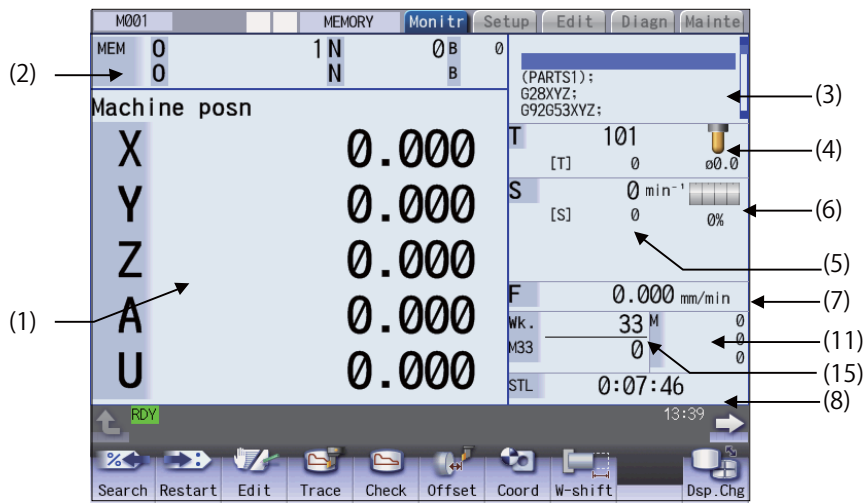 M001 MEMORY Monitr Setup Edit Diagn Mainte
MEM O 1 N 0 B 0
O N B
(2)
(PARTS1);
G28XYZ;
G92G53XYZ;
(3)
Machine posn
X 0.000
Y 0.000
Z 0.000
A 0.000
U 0.000
(1)
T 101
[T] 0 ø0.0
(4)
S 0 min⁻¹
[S] 0 0%
(6)
(5)
F 0.000 mm/min
(7)
Wk. 33 M 0
0
M33 0 0
(11)
(15)
STL 0:07:46
(8)
RDY 13:39
Search Restart Edit Trace Check Offset Coord W-shift Dsp.Chg